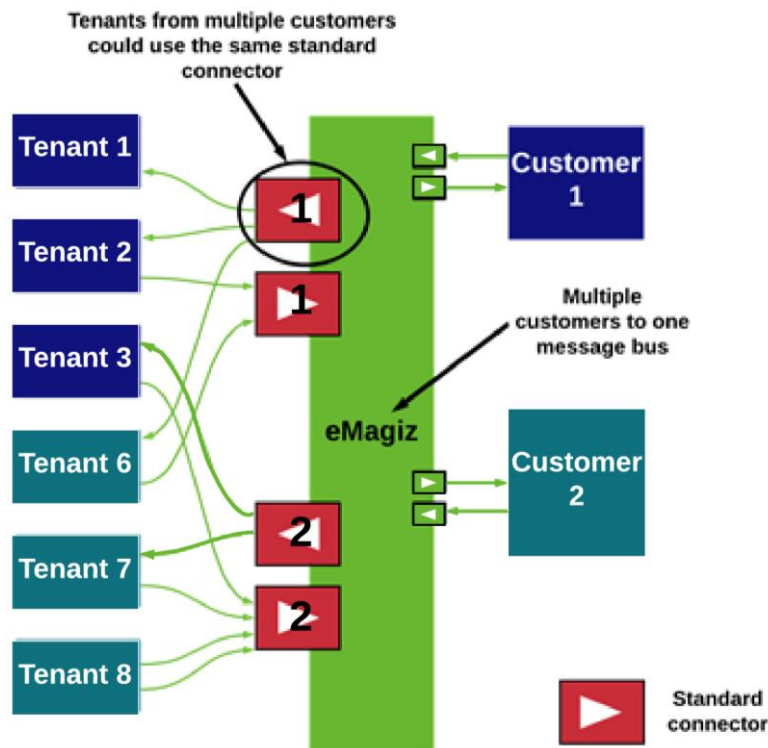 Tenants from multiple customers
could use the same standard
connector
Tenant 1
Tenant 2
Tenant 3
Tenant 6
Tenant 7
Tenant 8
1
1
2
2
eMagiz
Customer
1
Multiple
customers to one
message bus
Customer
2
Standard
connector